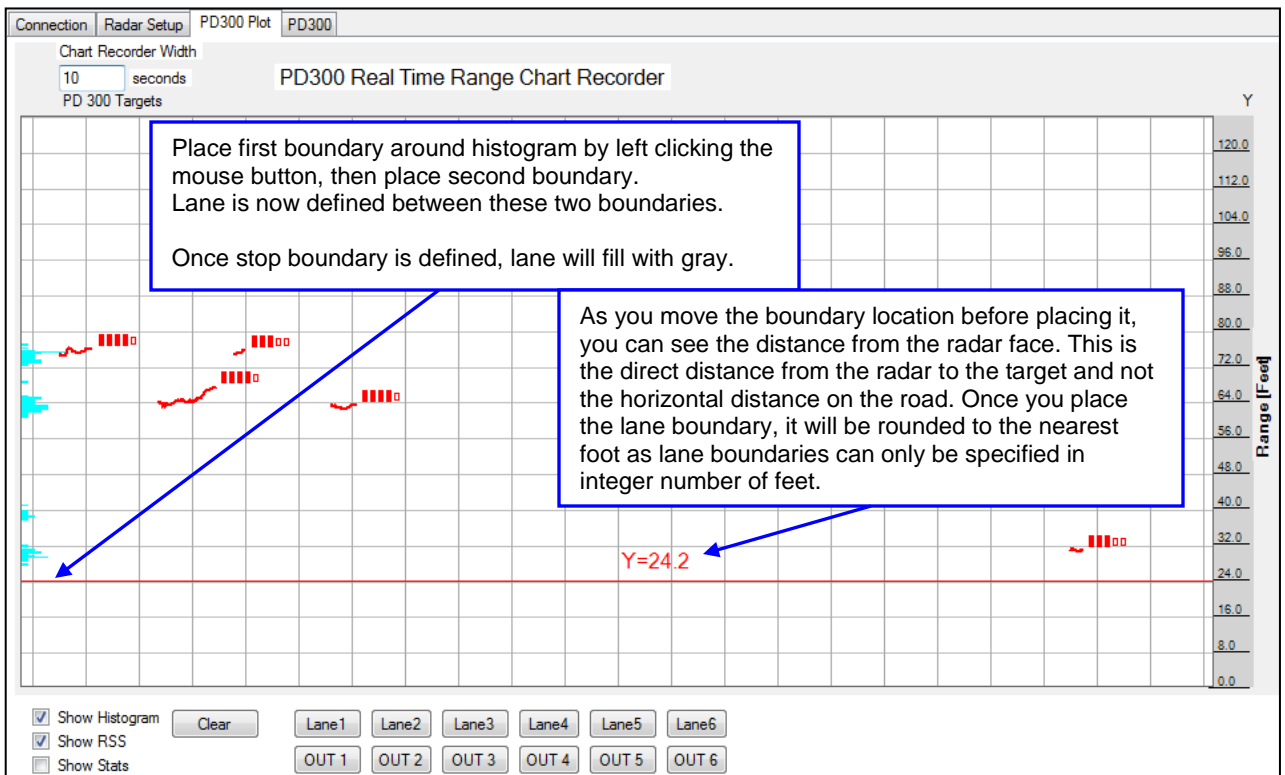 Connection Radar Setup PD300 Plot PD300
Chart Recorder Width
10 seconds
PD300 Real Time Range Chart Recorder
PD 300 Targets
Y
Place first boundary around histogram by left clicking the
mouse button, then place second boundary.
Lane is now defined between these two boundaries.
Once stop boundary is defined, lane will fill with gray.
As you move the boundary location before placing it,
you can see the distance from the radar face. This is
the direct distance from the radar to the target and not
the horizontal distance on the road. Once you place
the lane boundary, it will be rounded to the nearest
foot as lane boundaries can only be specified in
integer number of feet.
Y=24.2
120.0
112.0
104.0
96.0
88.0
80.0
72.0
64.0
56.0
48.0
40.0
32.0
24.0
16.0
8.0
0.0
Range [Feet]
Show Histogram Clear Lane1 Lane2 Lane3 Lane4 Lane5 Lane6
Show RSS
Show Stats OUT 1 OUT 2 OUT 3 OUT 4 OUT 5 OUT 6